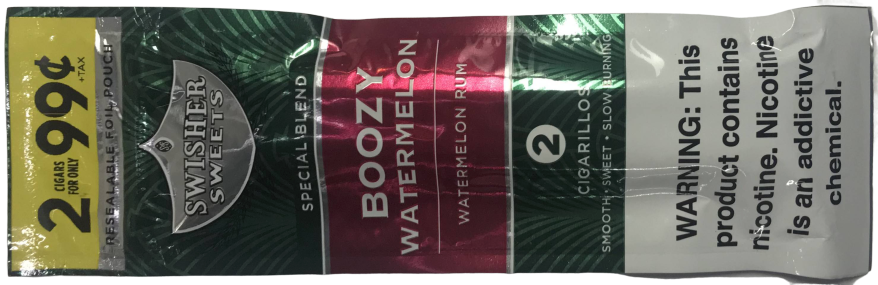 2 CIGARS
FOR ONLY 99¢
+TAX
RESEALABLE FOIL POUCH
SWISHER
SWEETS
SPECIAL BLEND
BOOZY
WATERMELON
WATERMELON RUM
2
CIGARILLOS
SMOOTH · SWEET · SLOW BURNING
WARNING: This
product contains
nicotine. Nicotine
is an addictive
chemical.